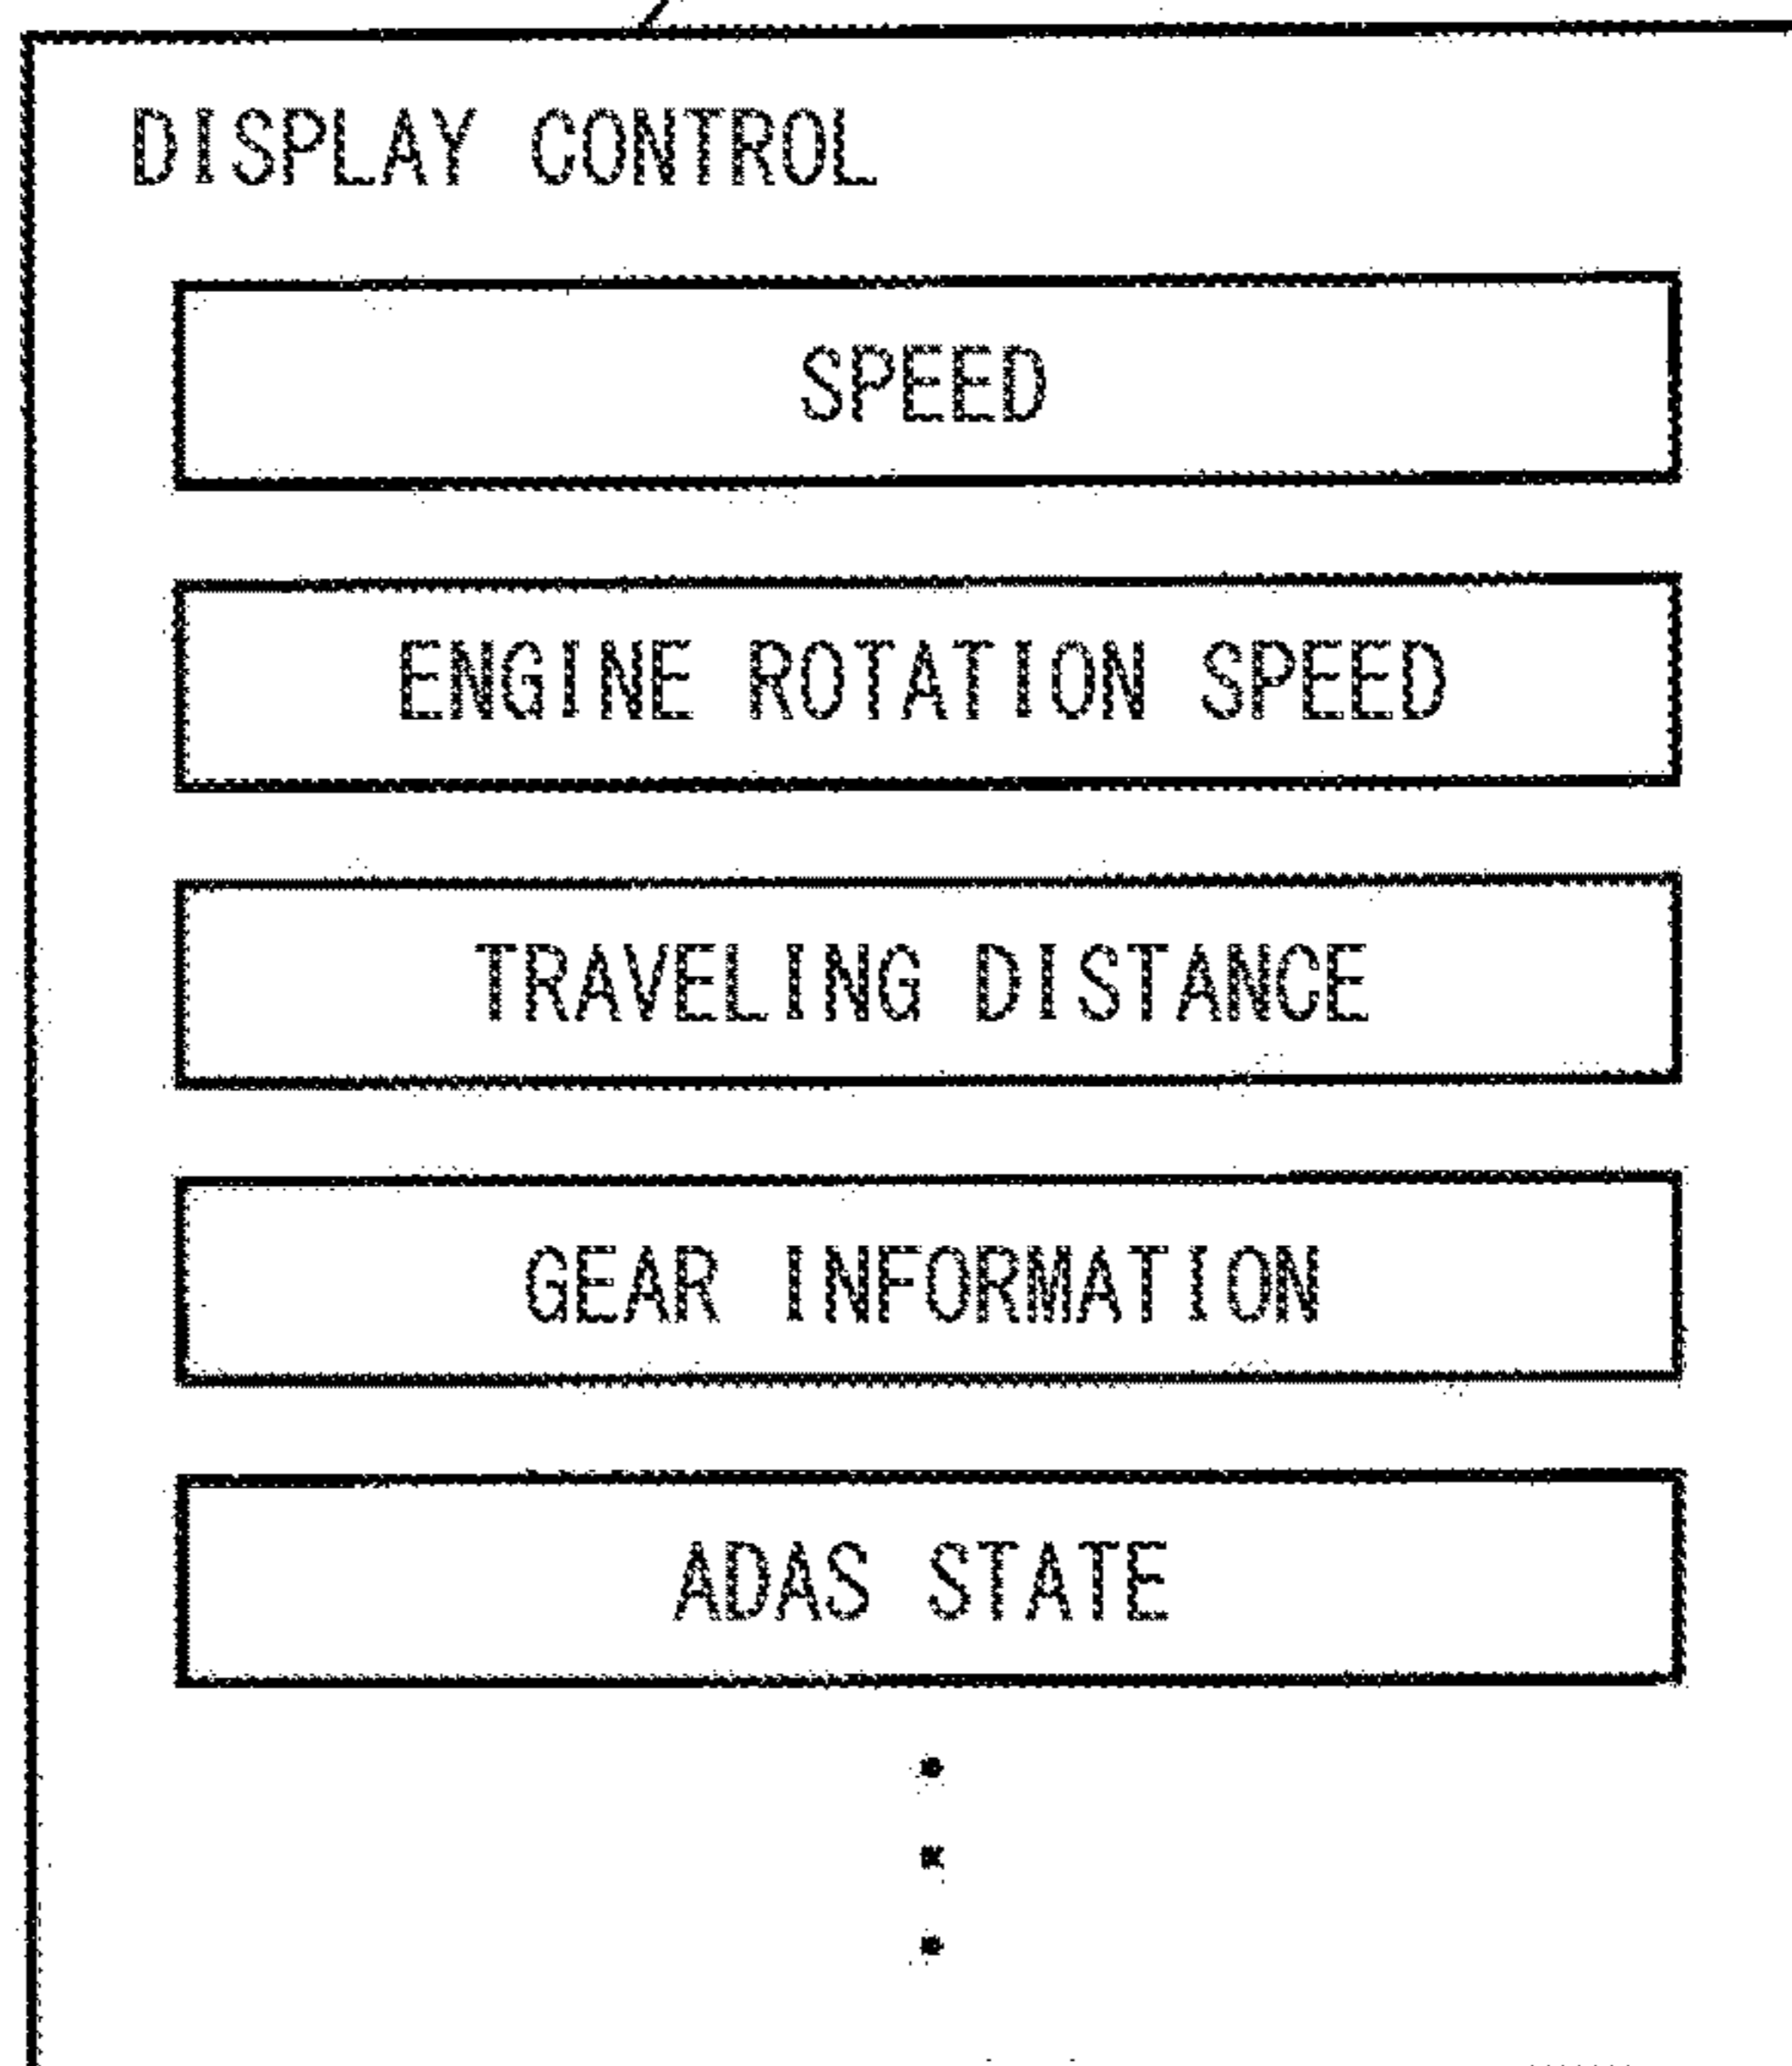 DISPLAY CONTROL
SPEED
ENGINE ROTATION SPEED
TRAVELING DISTANCE
GEAR INFORMATION
ADAS STATE